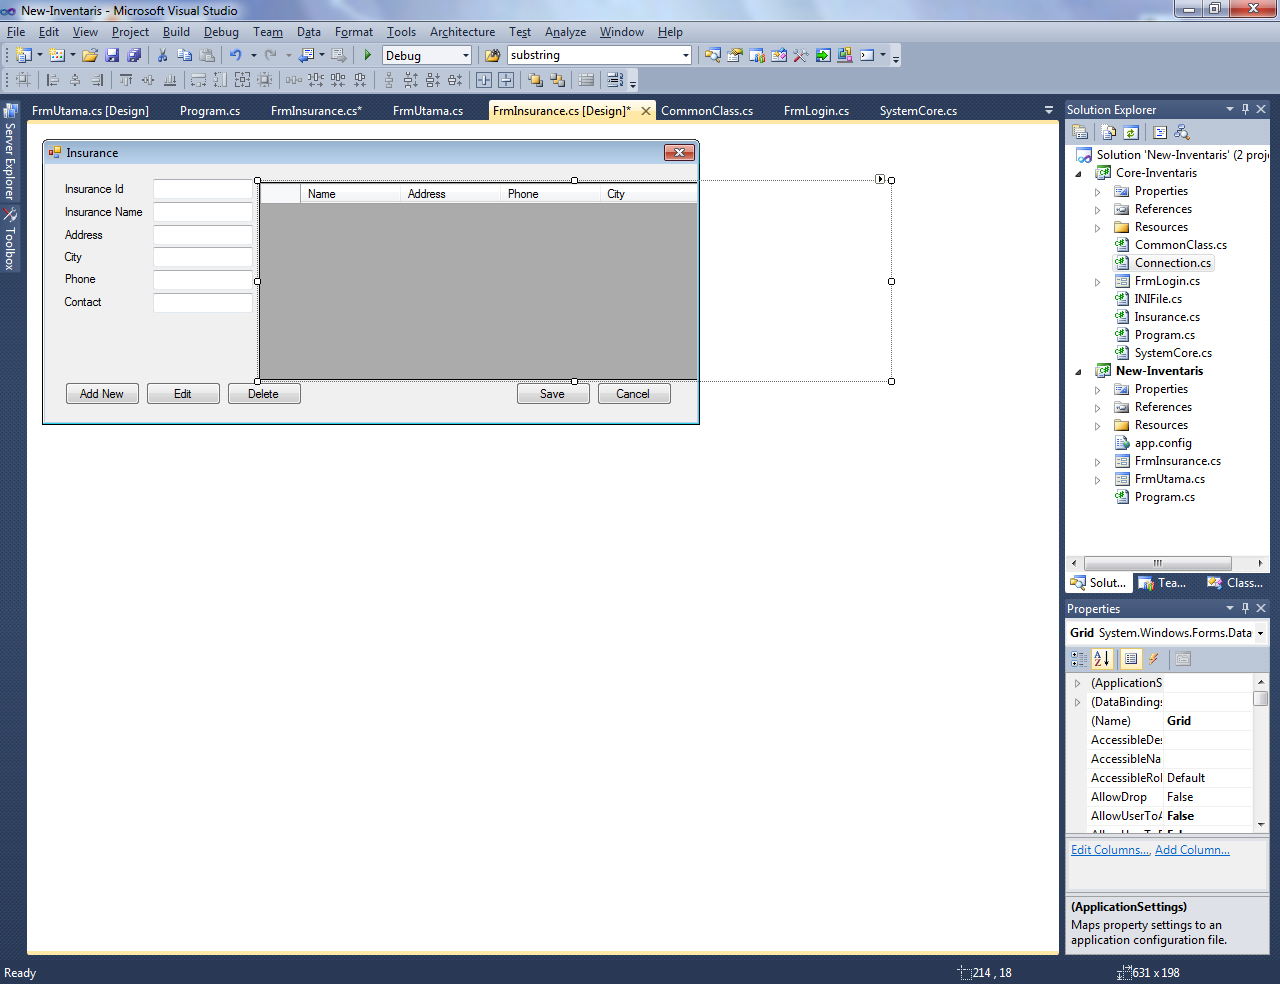 New-Inventaris - Microsoft Visual Studio
File Edit View Project Build Debug Team Data Format Tools Architecture Test Analyze Window Help
Debug substring
FrmUtama.cs [Design] Program.cs FrmInsurance.cs* FrmUtama.cs FrmInsurance.cs [Design]* CommonClass.cs FrmLogin.cs SystemCore.cs
Server Explorer
Toolbox
Insurance
Insurance Id
Insurance Name
Address
City
Phone
Contact
Name Address Phone City
Add New Edit Delete Save Cancel
Solution Explorer
Solution 'New-Inventaris' (2 proj
Core-Inventaris
Properties
References
Resources
CommonClass.cs
Connection.cs
FrmLogin.cs
INIFile.cs
Insurance.cs
Program.cs
SystemCore.cs
New-Inventaris
Properties
References
Resources
app.config
FrmInsurance.cs
FrmUtama.cs
Program.cs
Solut... Tea... Class...
Properties
Grid System.Windows.Forms.Data
(ApplicationS
(DataBindings
(Name) Grid
AccessibleDes
AccessibleNa
AccessibleRol Default
AllowDrop False
AllowUserToA False
Edit Columns..., Add Column...
(ApplicationSettings)
Maps property settings to an
application configuration file.
Ready 214 , 18 631 x 198